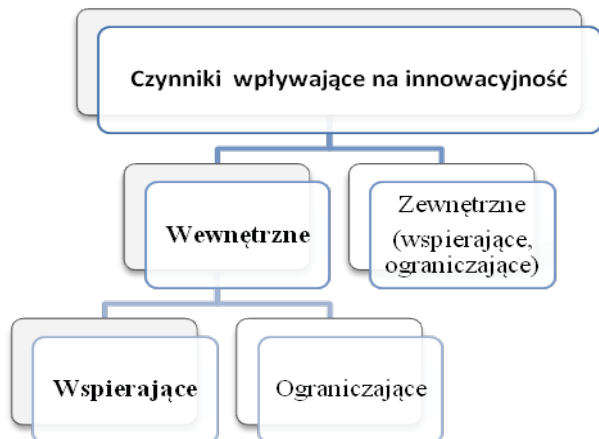 Czynniki wpływające na innowacyjność
Wewnętrzne
Zewnętrzne
(wspierające,
ograniczające)
Wspierające
Ograniczające